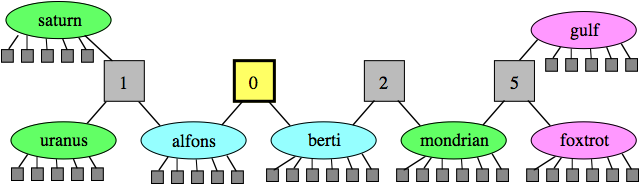 saturn
gulf
1
0
2
5
uranus
alfons
berti
mondrian
foxtrot